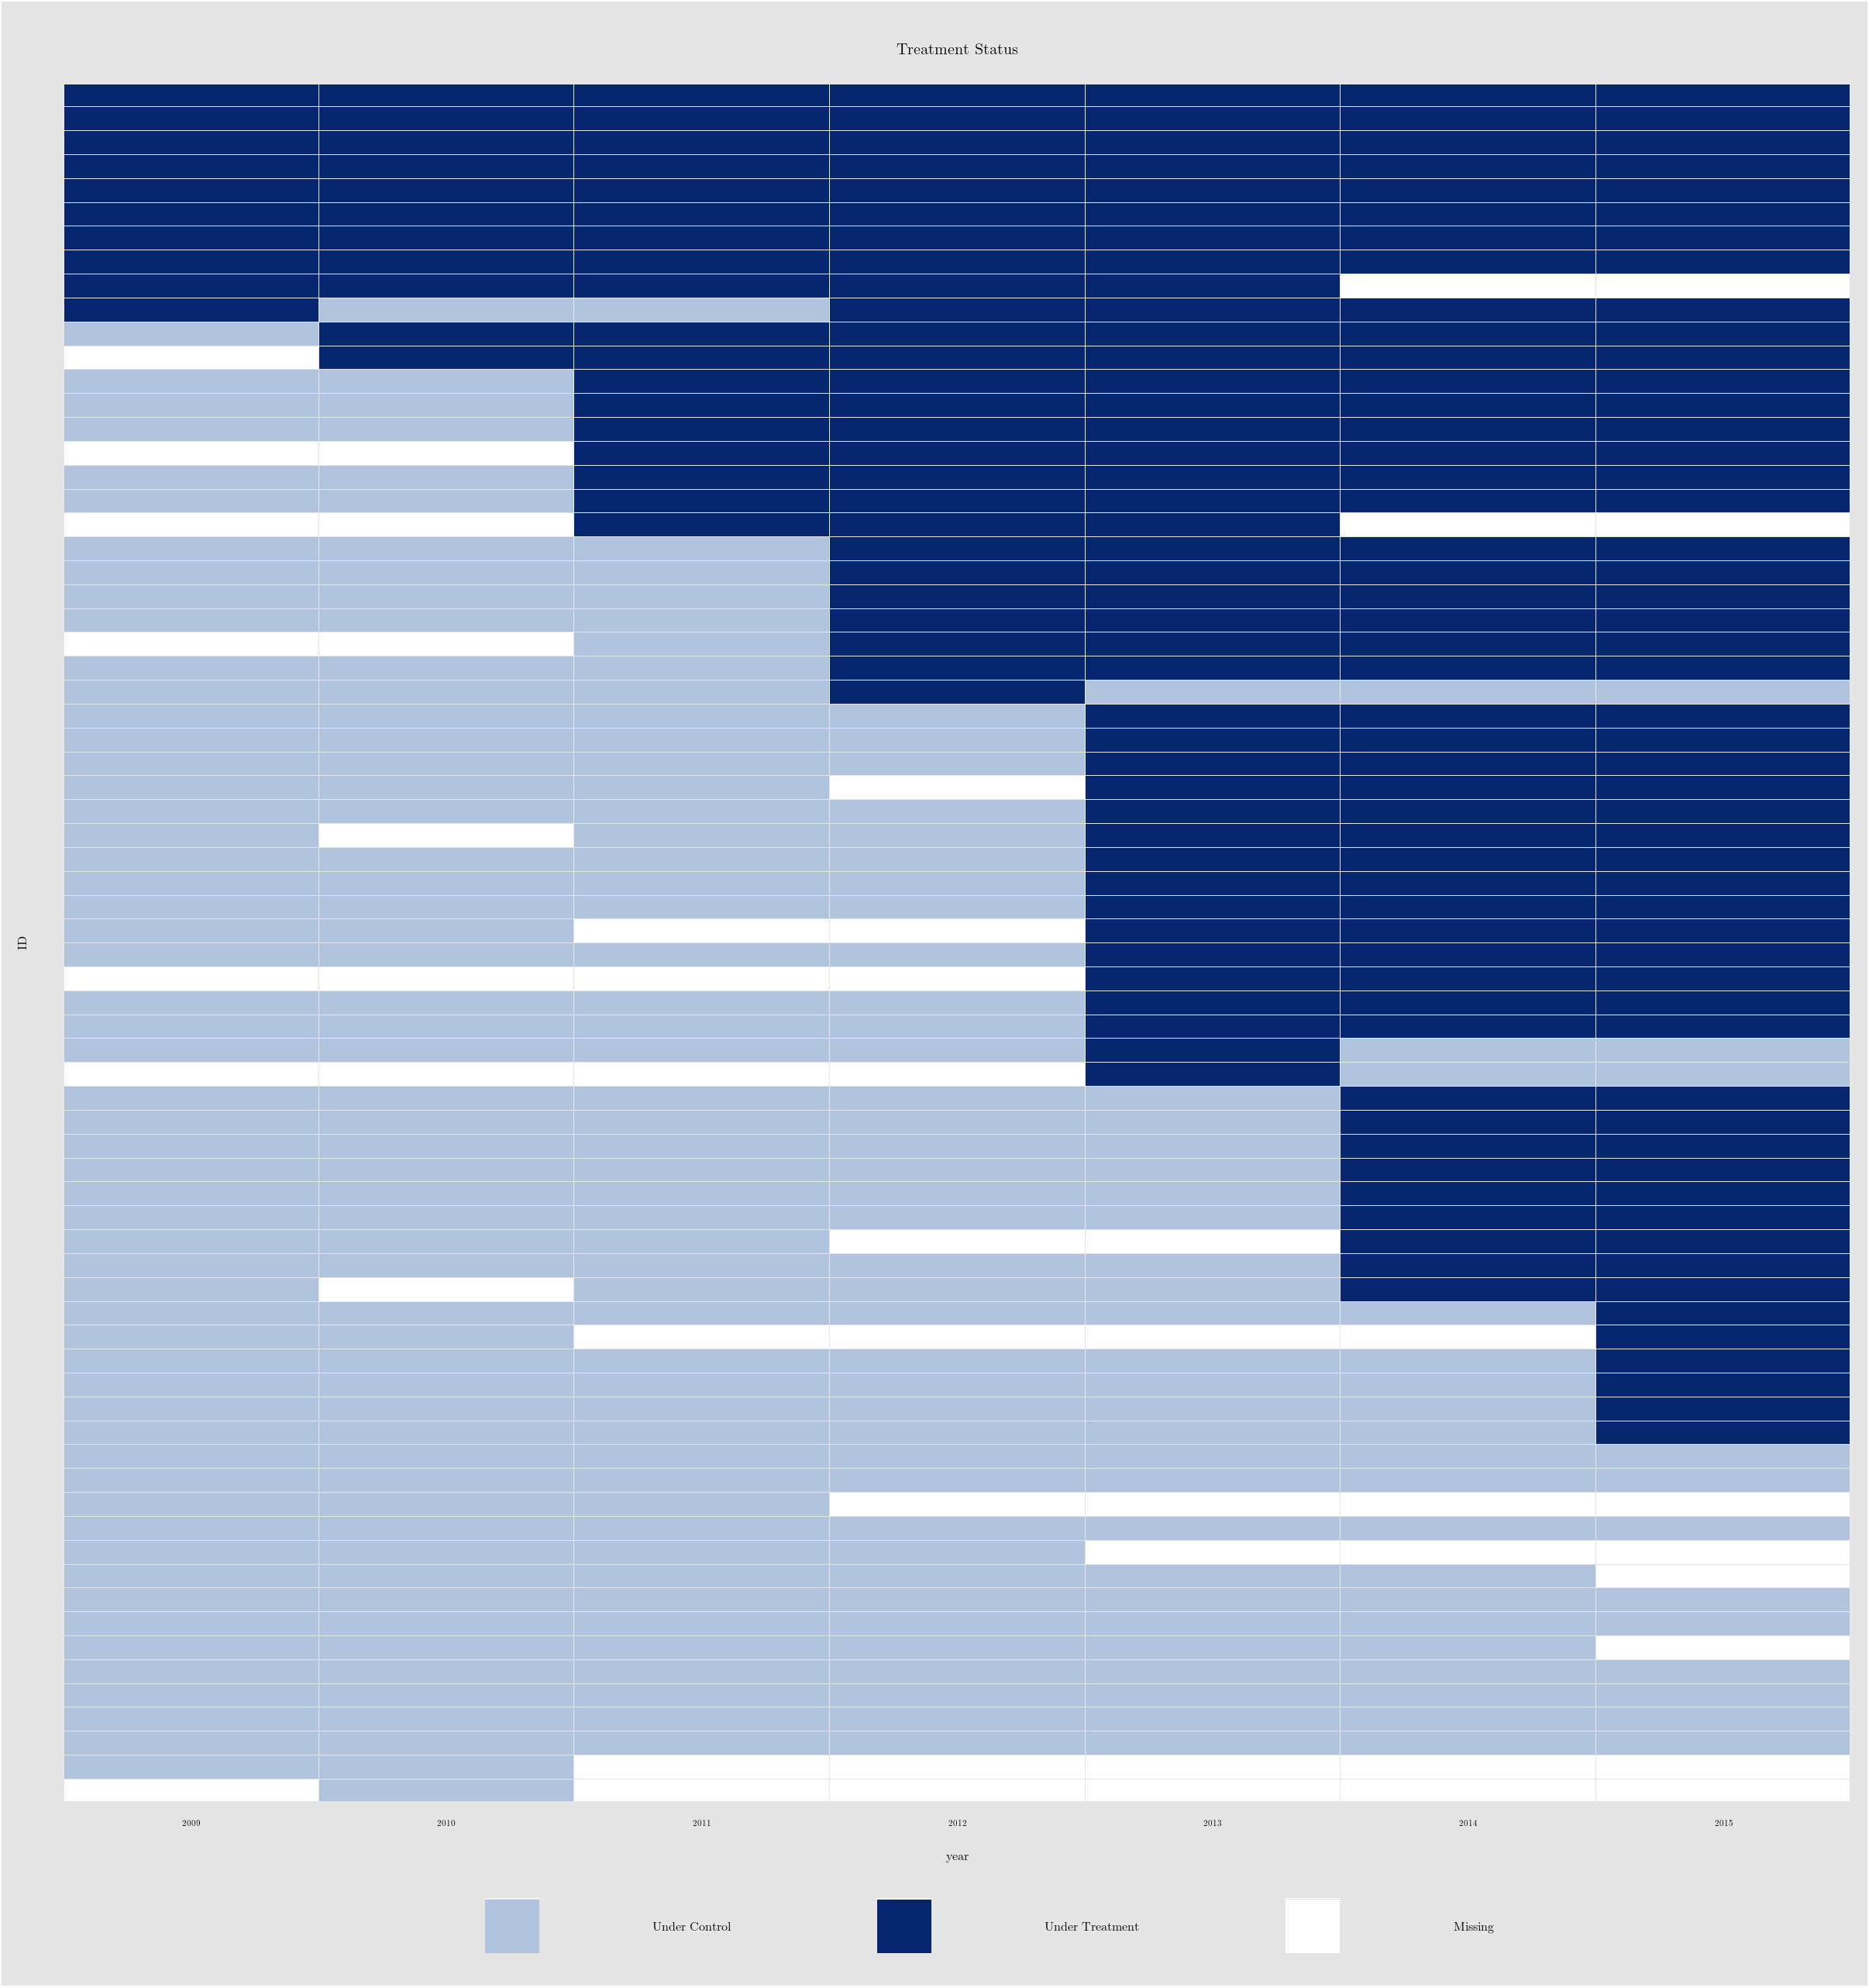 Treatment Status
ID
2009 2010 2011 2012 2013 2014 2015
year
Under Control Under Treatment Missing